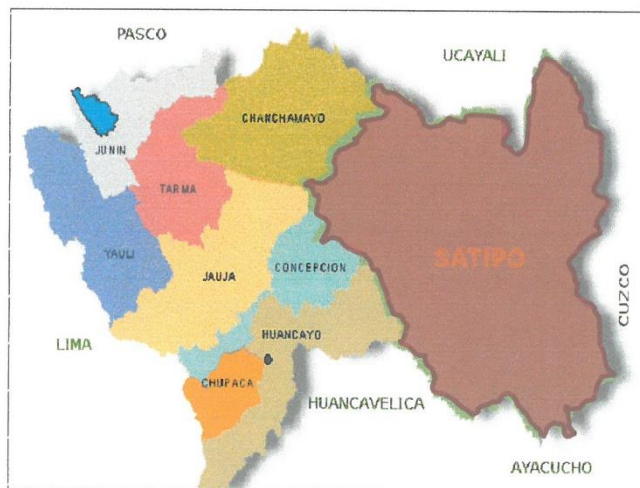 PASCO
UCAYALI
CHANCHAMAYO
JUNIN
TARMA
YAULI
JAUJA
CONCEPCION
SATIPO
CUZCO
LIMA
HUANCAYO
CHUPACA
HUANCAVELICA
AYACUCHO